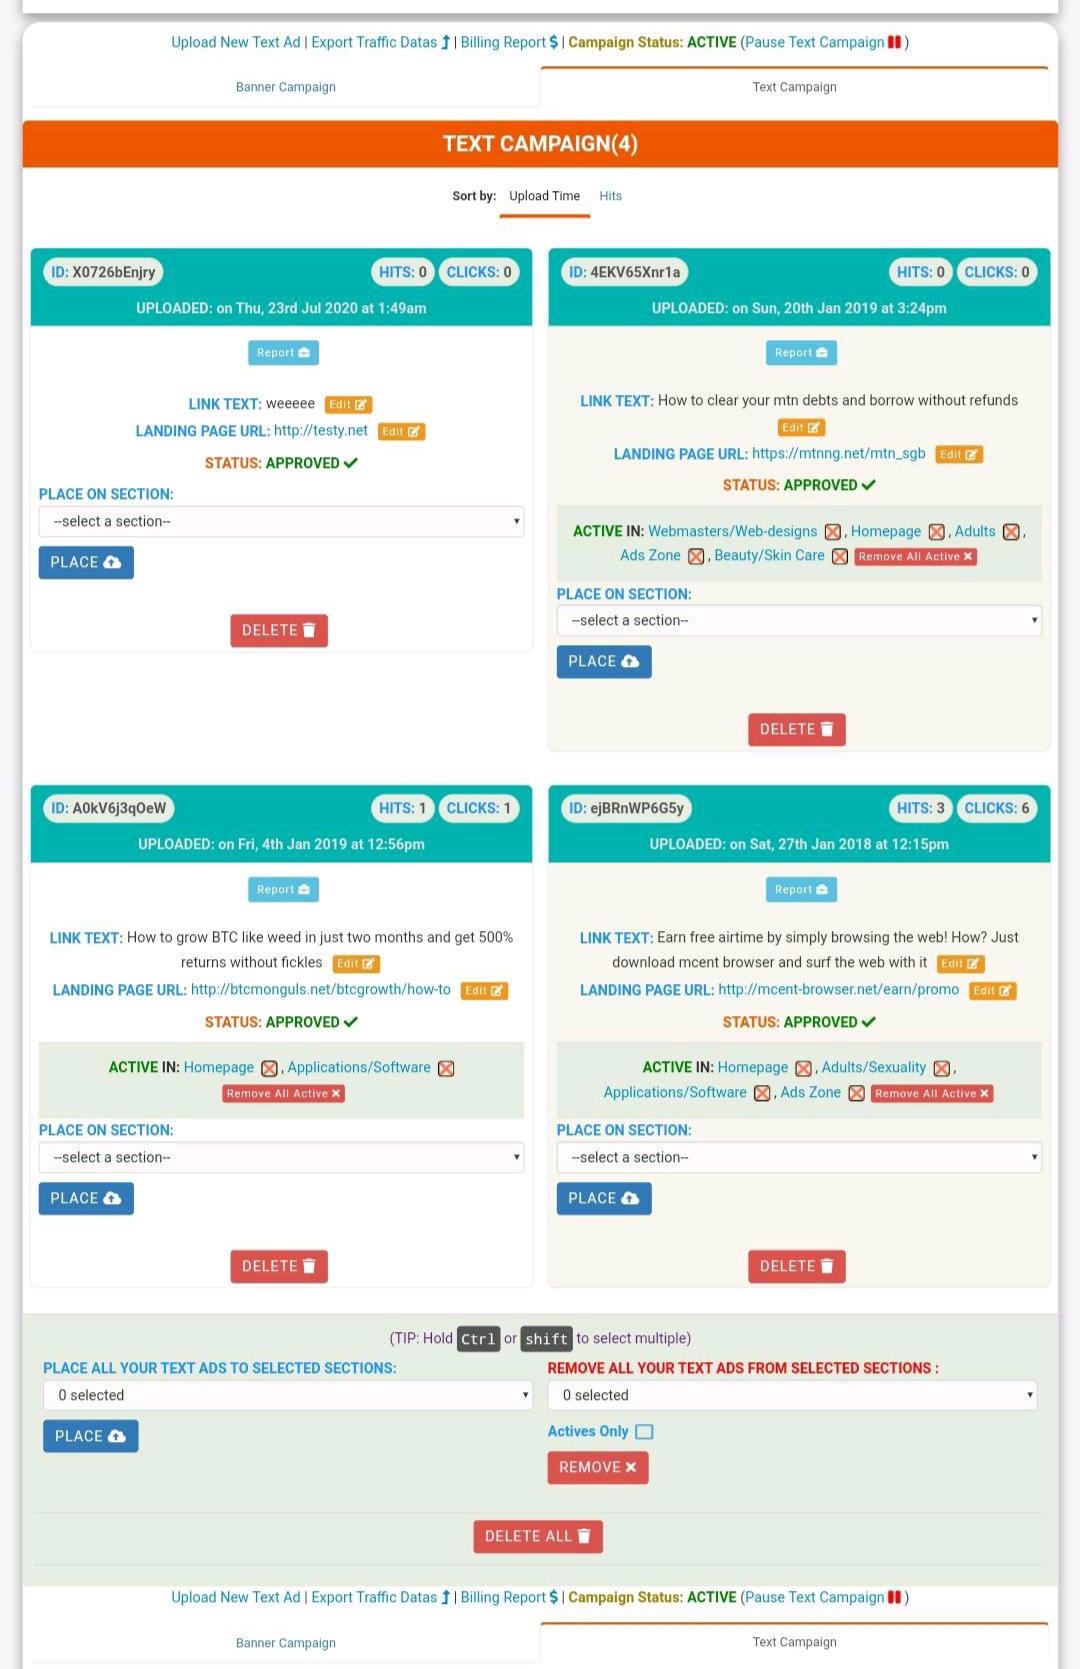 Upload New Text Ad | Export Traffic Datas | Billing Report $ | Campaign Status: ACTIVE (Pause Text Campaign )
Banner Campaign
Text Campaign
TEXT CAMPAIGN(4)
Sort by: Upload Time Hits
ID: X0726bEnjry HITS: 0 CLICKS: 0
UPLOADED: on Thu, 23rd Jul 2020 at 1:49am
Report
LINK TEXT: weeeee Edit
LANDING PAGE URL: http://testy.net Edit
STATUS: APPROVED
PLACE ON SECTION:
--select a section--
PLACE
DELETE
ID: 4EKV65Xnr1a HITS: 0 CLICKS: 0
UPLOADED: on Sun, 20th Jan 2019 at 3:24pm
Report
LINK TEXT: How to clear your mtn debts and borrow without refunds
Edit
LANDING PAGE URL: https://mtnng.net/mtn_sgb Edit
STATUS: APPROVED
ACTIVE IN: Webmasters/Web-designs , Homepage , Adults ,
Ads Zone , Beauty/Skin Care Remove All Active
PLACE ON SECTION:
--select a section--
PLACE
DELETE
ID: A0kV6j3qOeW HITS: 1 CLICKS: 1
UPLOADED: on Fri, 4th Jan 2019 at 12:56pm
Report
LINK TEXT: How to grow BTC like weed in just two months and get 500%
returns without fickles Edit
LANDING PAGE URL: http://btcmonguls.net/btcgrowth/how-to Edit
STATUS: APPROVED
ACTIVE IN: Homepage , Applications/Software
Remove All Active
PLACE ON SECTION:
--select a section--
PLACE
DELETE
ID: ejBRnWP6G5y HITS: 3 CLICKS: 6
UPLOADED: on Sat, 27th Jan 2018 at 12:15pm
Report
LINK TEXT: Earn free airtime by simply browsing the web! How? Just
download mcent browser and surf the web with it Edit
LANDING PAGE URL: http://mcent-browser.net/earn/promo Edit
STATUS: APPROVED
ACTIVE IN: Homepage , Adults/Sexuality ,
Applications/Software , Ads Zone Remove All Active
PLACE ON SECTION:
--select a section--
PLACE
DELETE
(TIP: Hold Ctrl or shift to select multiple)
PLACE ALL YOUR TEXT ADS TO SELECTED SECTIONS:
0 selected
PLACE
REMOVE ALL YOUR TEXT ADS FROM SELECTED SECTIONS :
0 selected
Actives Only
REMOVE
DELETE ALL
Upload New Text Ad | Export Traffic Datas | Billing Report $ | Campaign Status: ACTIVE (Pause Text Campaign )
Banner Campaign
Text Campaign